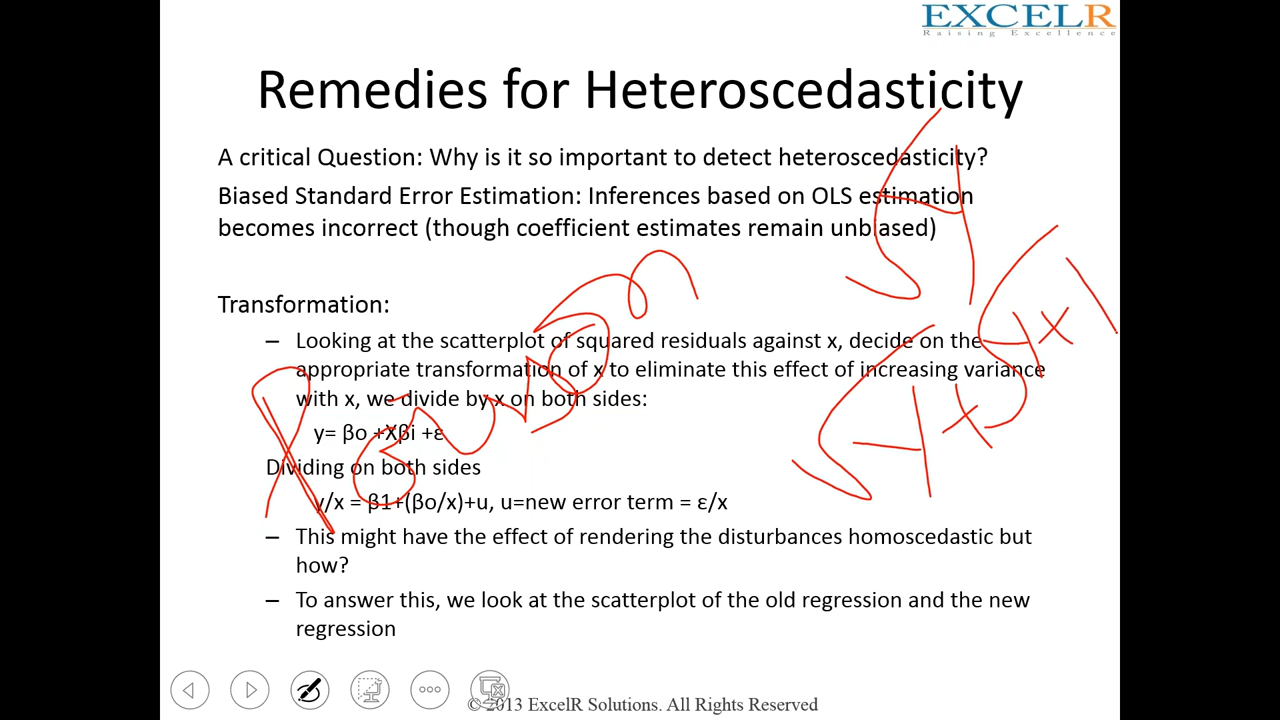 EXCELR
Raising Excellence
Remedies for Heteroscedasticity
A critical Question: Why is it so important to detect heteroscedasticity?
Biased Standard Error Estimation: Inferences based on OLS estimation
becomes incorrect (though coefficient estimates remain unbiased)
√y
√y + √y+1
Transformation:
– Looking at the scatterplot of squared residuals against x, decide on the
appropriate transformation of x to eliminate this effect of increasing variance
with x, we divide by x on both sides:
y= βo +Xβi +ε
Dividing on both sides
y/x = β1+(βo/x)+u, u=new error term = ε/x
– This might have the effect of rendering the disturbances homoscedastic but
how?
– To answer this, we look at the scatterplot of the old regression and the new
regression
© 2013 ExcelR Solutions. All Rights Reserved